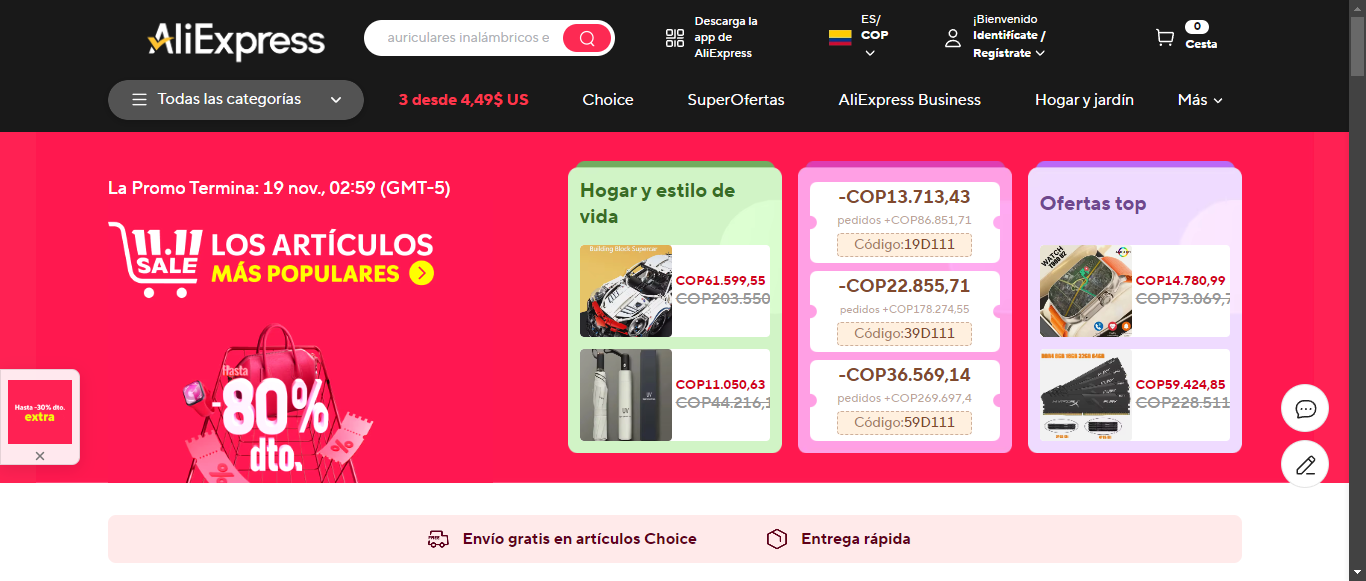 AliExpress
auriculares inalámbricos e
Descarga la
app de
AliExpress
ES/
COP
¡Bienvenido
Identifícate /
Regístrate
0
Cesta
Todas las categorías
3 desde 4,49$ US
Choice
SuperOfertas
AliExpress Business
Hogar y jardín
Más
La Promo Termina: 19 nov., 02:59 (GMT-5)
11.11
SALE
LOS ARTÍCULOS
MÁS POPULARES
Hasta
-80%
dto.
%
%
Hasta -30% dto.
extra
Hogar y estilo de
vida
Building Block Supercar
COP61.599,55
COP203.550
UV
COP11.050,63
COP44.216,1
-COP13.713,43
pedidos +COP86.851,71
Código:19D111
-COP22.855,71
pedidos +COP178.274,55
Código:39D111
-COP36.569,14
pedidos +COP269.697,4
Código:59D111
Ofertas top
WATCH
COP14.780,99
COP73.069,7
COP59.424,85
COP228.511
Envío gratis en artículos Choice
Entrega rápida